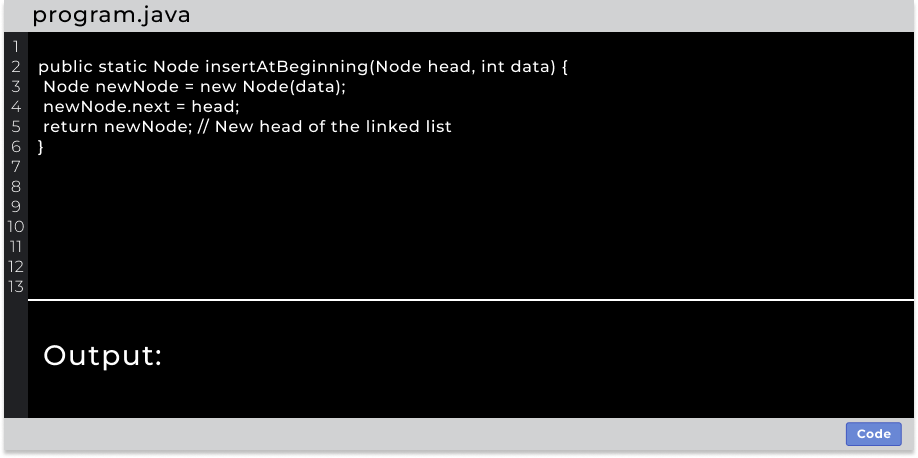 program.java
1
2 public static Node insertAtBeginning(Node head, int data) {
3 Node newNode = new Node(data);
4 newNode.next = head;
5 return newNode; // New head of the linked list
6 }
7
8
9
10
11
12
13
Output:
Code